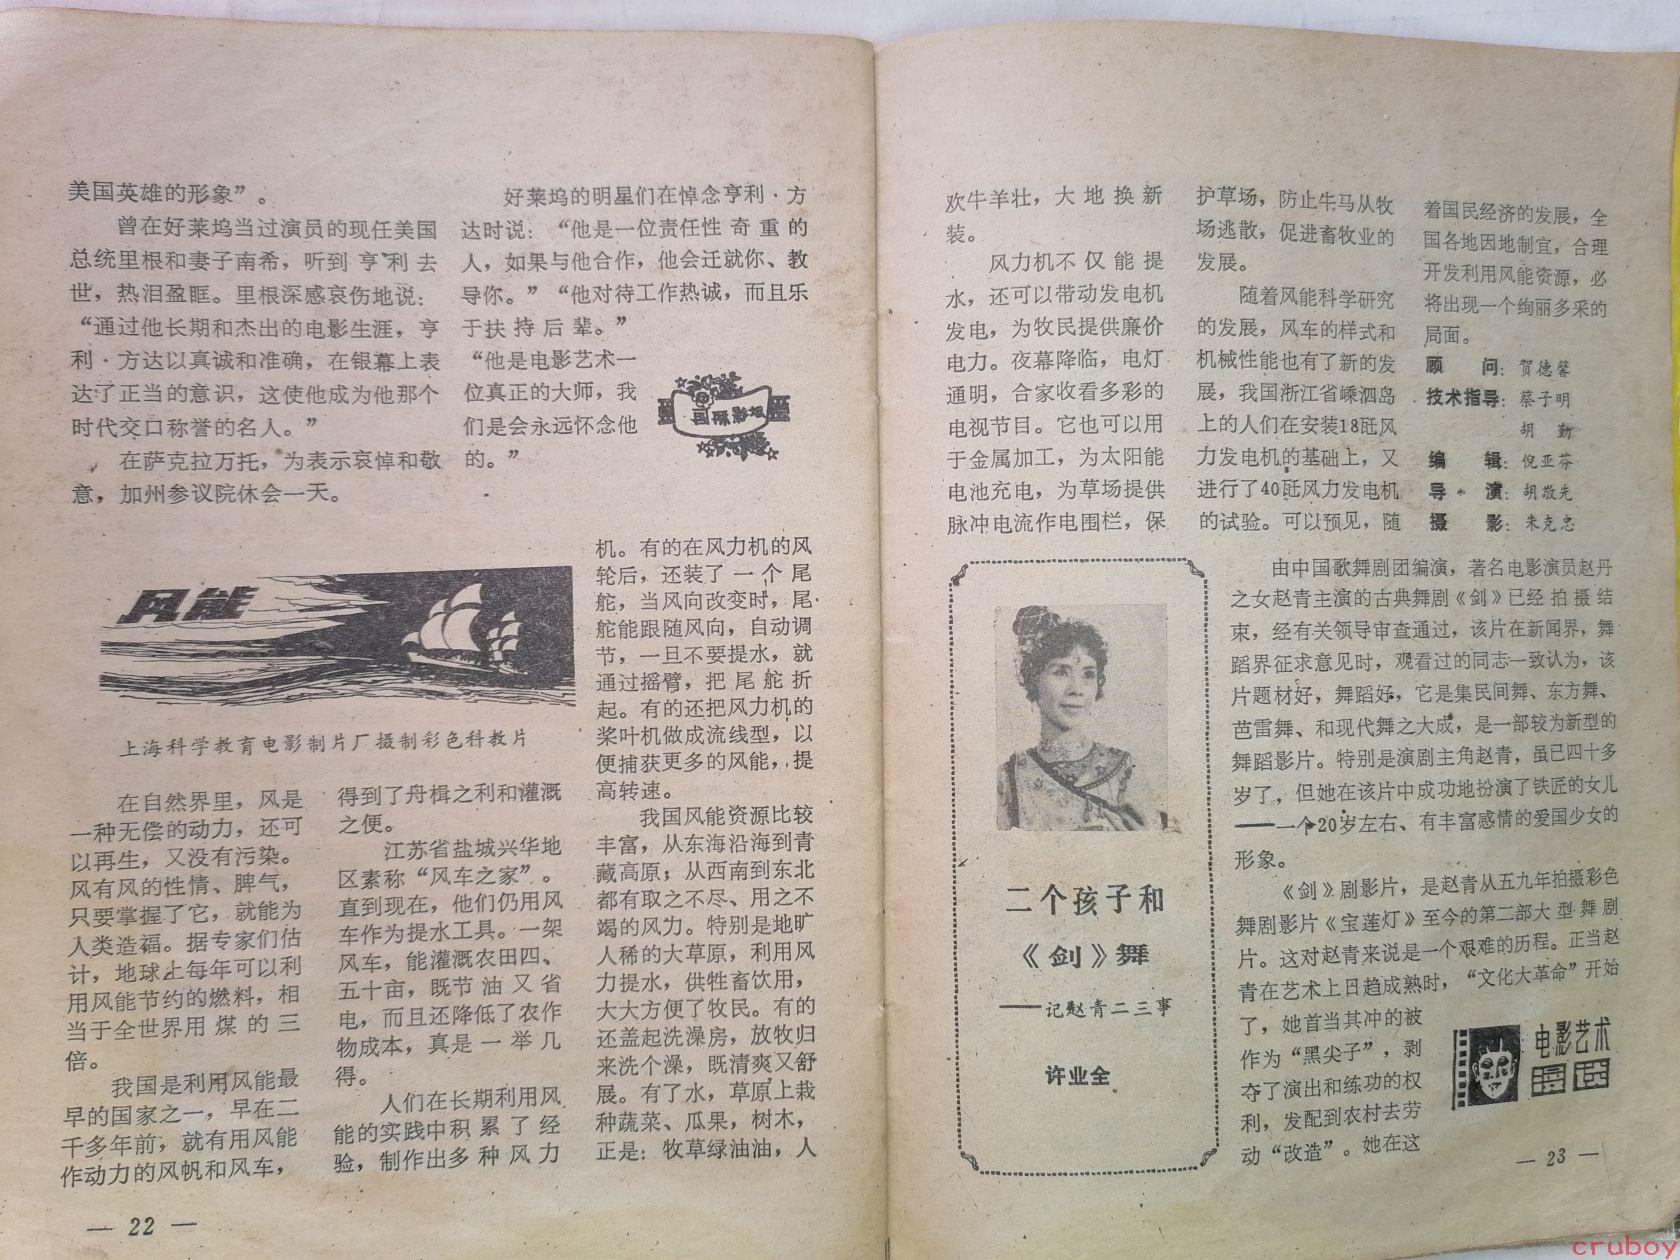 美国英雄的形象”。
曾在好莱坞当过演员的现任美国
总统里根和妻子南希，听到亨利去
世，热泪盈眶。里根深感哀伤地说：
“通过他长期和杰出的电影生涯，亨
利·方达以真诚和准确，在银幕上表
达了正当的意识，这使他成为他那个
时代交口称誉的名人。”
在萨克拉万托，为表示哀悼和敬
意，加州参议院休会一天。
好莱坞的明星们在悼念亨利·方
达时说：“他是一位责任性奇重的
人，如果与他合作，他会迁就你、教
导你。”“他对待工作热诚，而且乐
于扶持后辈。”
“他是电影艺术一
位真正的大师，我
们是会永远怀念他
的。”
风能
上海科学教育电影制片厂摄制彩色科教片
在自然界里，风是
一种无偿的动力，还可
以再生，又没有污染。
风有风的性情、脾气，
只要掌握了它，就能为
人类造福。据专家们估
计，地球上每年可以利
用风能节约的燃料，相
当于全世界用煤的三
倍。
我国是利用风能最
早的国家之一，早在二
千多年前，就有用风能
作动力的风帆和风车，
得到了舟楫之利和灌溉
之便。
江苏省盐城兴华地
区素称“风车之家”。
直到现在，他们仍用风
车作为提水工具。一架
风车，能灌溉农田四、
五十亩，既节油又省
电，而且还降低了农作
物成本，真是一举几
得。
人们在长期利用风
能的实践中积累了经
验，制作出多种风力
机。有的在风力机的风
轮后，还装了一个尾
舵，当风向改变时，尾
舵能跟随风向，自动调
节，一旦不要提水，就
通过摇臂，把尾舵折
起。有的还把风力机的
桨叶机做成流线型，以
便捕获更多的风能，提
高转速。
我国风能资源比较
丰富，从东海沿海到青
藏高原；从西南到东北
都有取之不尽、用之不
竭的风力。特别是地旷
人稀的大草原，利用风
力提水，供牲畜饮用，
大大方便了牧民。有的
还盖起洗澡房，放牧归
来洗个澡，既清爽又舒
展。有了水，草原上栽
种蔬菜、瓜果，树木，
正是：牧草绿油油，人
— 22 —
欢牛羊壮，大地换新
装。
风力机不仅能提
水，还可以带动发电机
发电，为牧民提供廉价
电力。夜幕降临，电灯
通明，合家收看多彩的
电视节目。它也可以用
于金属加工，为太阳能
电池充电，为草场提供
脉冲电流作电围栏，保
护草场，防止牛马从牧
场逃散，促进畜牧业的
发展。
随着风能科学研究
的发展，风车的样式和
机械性能也有了新的发
展，我国浙江省嵊泗岛
上的人们在安装18瓩风
力发电机的基础上，又
进行了40瓩风力发电机
的试验。可以预见，随
着国民经济的发展，全
国各地因地制宜，合理
开发利用风能资源，必
将出现一个绚丽多采的
局面。
顾 问：贺德馨
技术指导：蔡子明
胡 勤
编 辑：倪亚芬
导 演：胡敬先
摄 影：朱克忠
二个孩子和
《剑》舞
——记赵青二三事
许业全
由中国歌舞剧团编演，著名电影演员赵丹
之女赵青主演的古典舞剧《剑》已经拍摄结
束，经有关领导审查通过，该片在新闻界，舞
蹈界征求意见时，观看过的同志一致认为，该
片题材好，舞蹈好，它是集民间舞、东方舞、
芭雷舞、和现代舞之大成，是一部较为新型的
舞蹈影片。特别是演剧主角赵青，虽已四十多
岁了，但她在该片中成功地扮演了铁匠的女儿
——一个20岁左右、有丰富感情的爱国少女的
形象。
《剑》剧影片，是赵青从五九年拍摄彩色
舞剧影片《宝莲灯》至今的第二部大型舞剧
片。这对赵青来说是一个艰难的历程。正当赵
青在艺术上日趋成熟时，“文化大革命”开始
了，她首当其冲的被
作为“黑尖子”，剥
夺了演出和练功的权
利，发配到农村去劳
动“改造”。她在这
电影艺术
— 23 —
cruboy